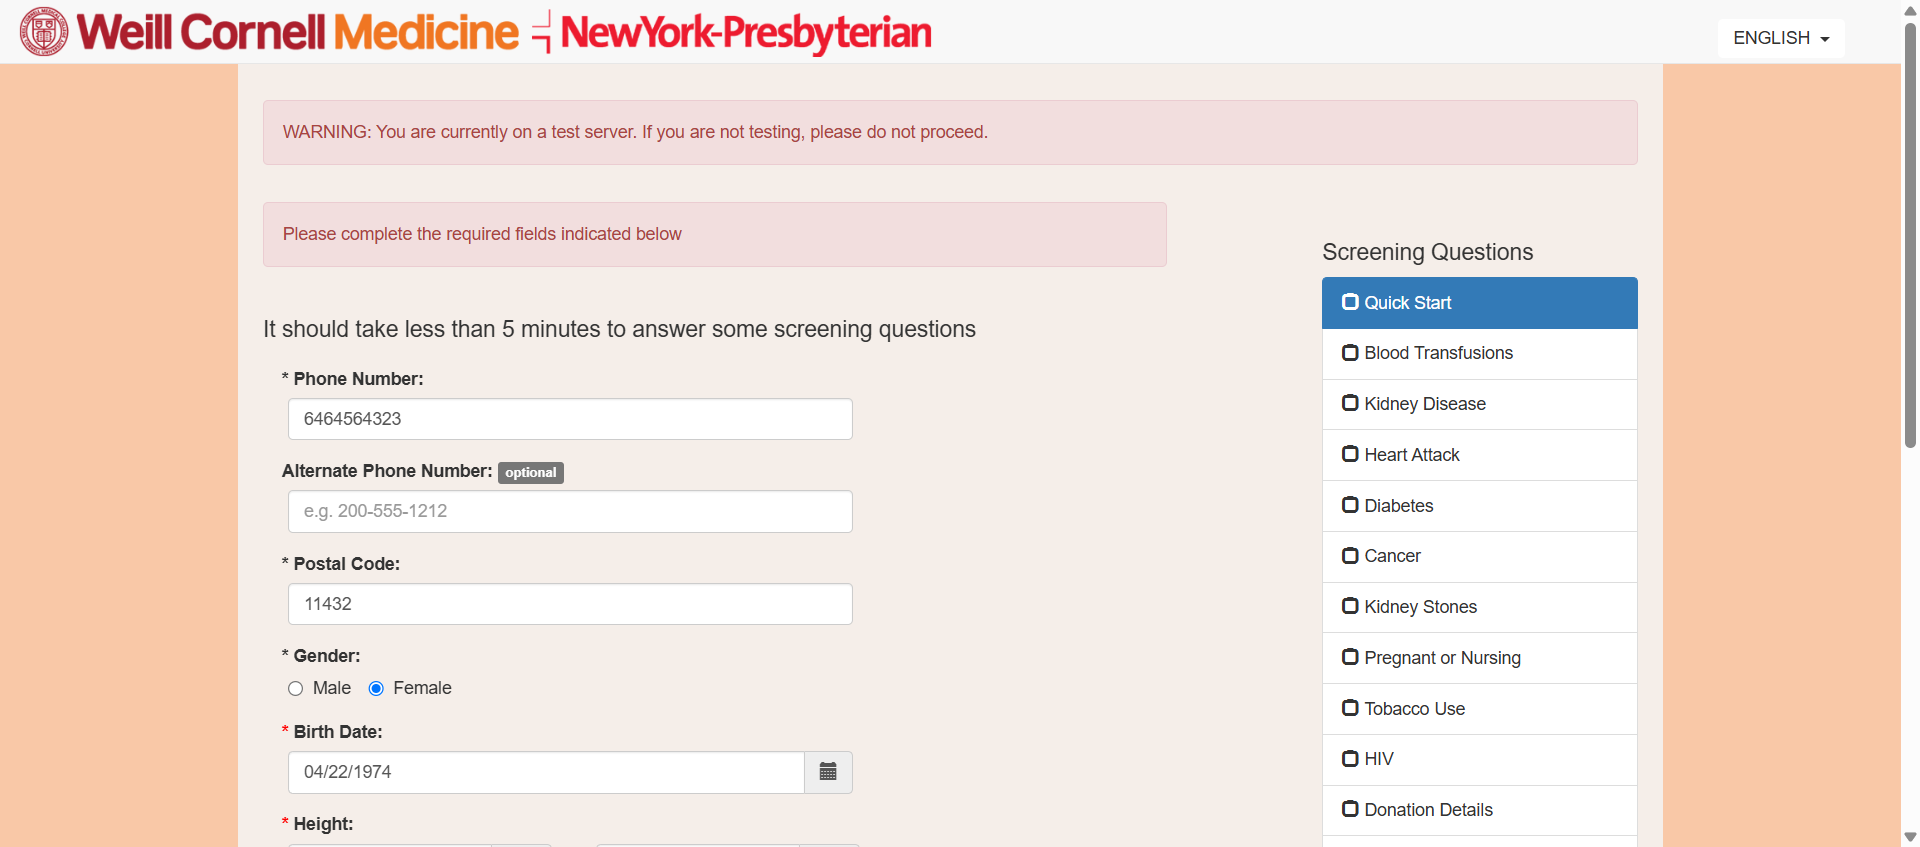 Weill Cornell Medicine NewYork-Presbyterian
ENGLISH
WARNING: You are currently on a test server. If you are not testing, please do not proceed.
Please complete the required fields indicated below
It should take less than 5 minutes to answer some screening questions
* Phone Number:
6464564323
Alternate Phone Number: optional
e.g. 200-555-1212
* Postal Code:
11432
* Gender:
Male Female
* Birth Date:
04/22/1974
* Height:
Screening Questions
Quick Start
Blood Transfusions
Kidney Disease
Heart Attack
Diabetes
Cancer
Kidney Stones
Pregnant or Nursing
Tobacco Use
HIV
Donation Details